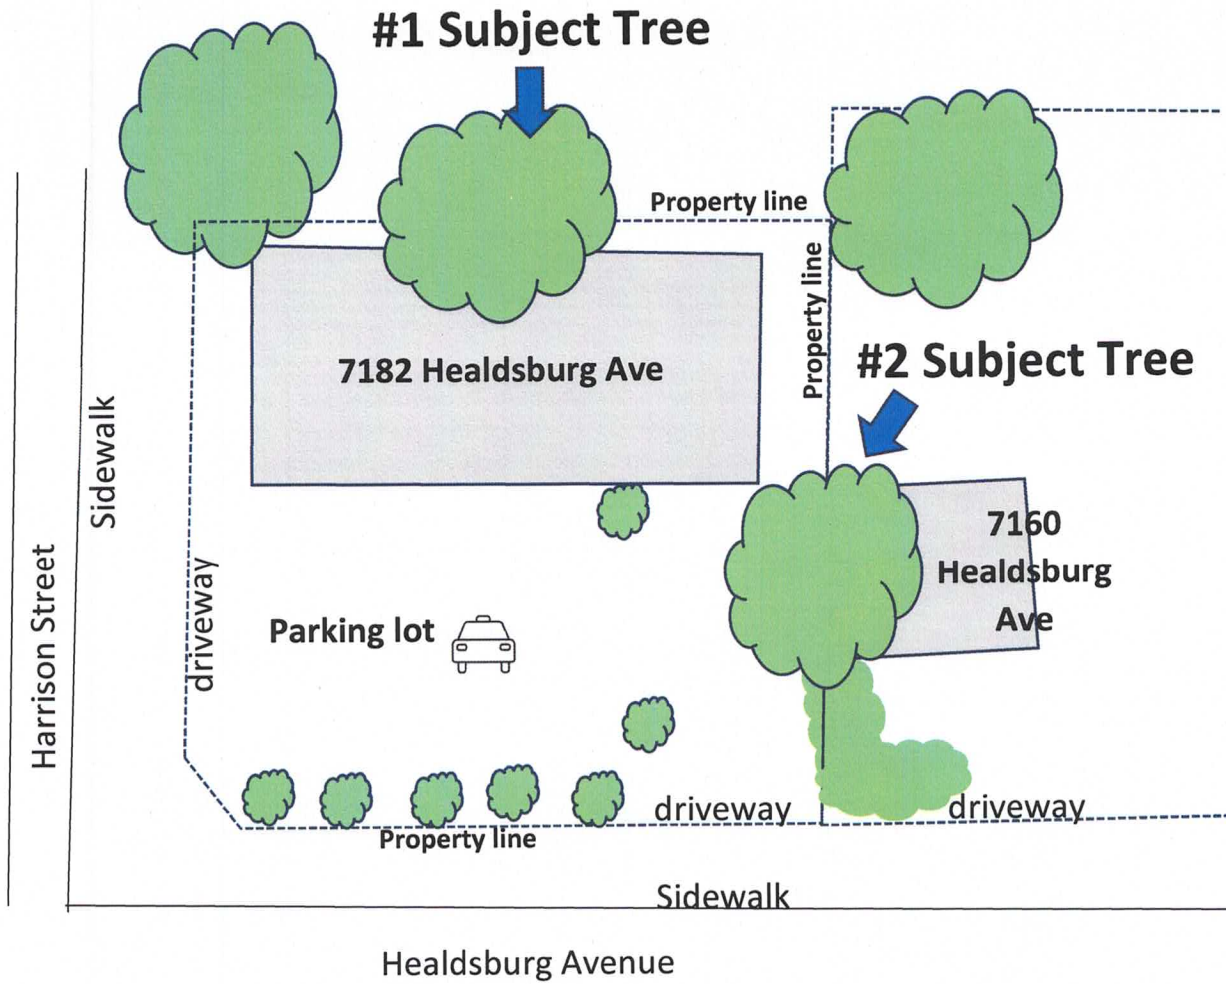 #1 Subject Tree
Property line
Property line
#2 Subject Tree
7182 Healdsburg Ave
Sidewalk
7160
Healdsburg
Ave
Harrison Street
driveway
Parking lot
driveway
driveway
Property line
Sidewalk
Healdsburg Avenue